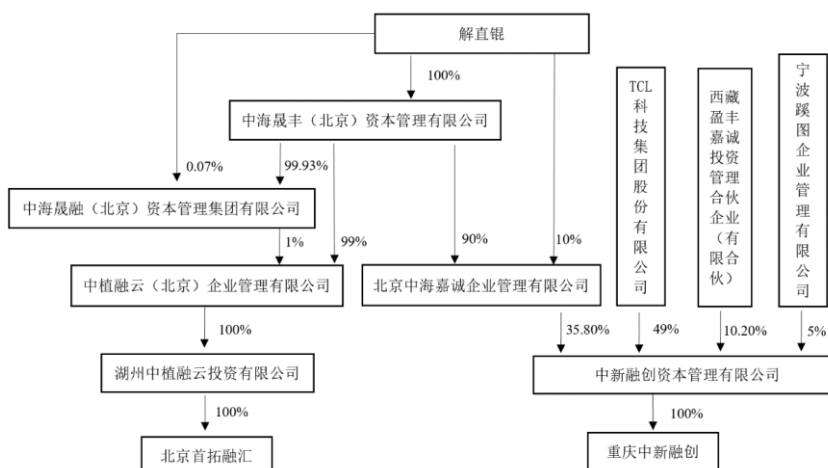 解直锟
100%
TCL科技集团股份有限公司
西藏盈丰嘉诚投资管理合伙企业（有限合伙）
宁波蹊图企业管理有限公司
中海晟丰（北京）资本管理有限公司
0.07%
99.93%
中海晟融（北京）资本管理集团有限公司
1%
99%
90%
10%
中植融云（北京）企业管理有限公司
北京中海嘉诚企业管理有限公司
100%
35.80%
49%
10.20%
5%
湖州中植融云投资有限公司
中新融创资本管理有限公司
100%
100%
北京首拓融汇
重庆中新融创